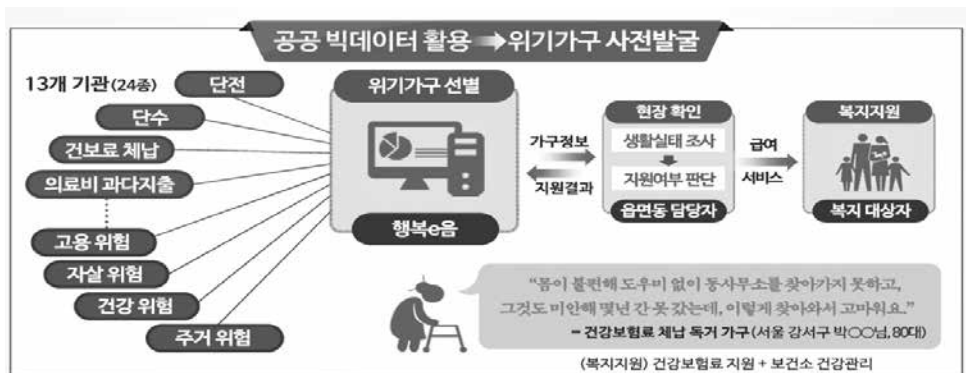 공공 빅데이터 활용 → 위기가구 사전발굴
13개 기관(24종)
단전
단수
건보료 체납
의료비 과다지출
고용 위험
자살 위험
건강 위험
주거 위험
위기가구 선별
행복e음
가구정보
지원결과
현장 확인
생활실태 조사
지원여부 판단
읍면동 담당자
급여
서비스
복지지원
복지 대상자
“몸이 불편해 도우미 없이 동사무소를 찾아가지 못하고,
그것도 미안해 몇년 간 못 갔는데, 이렇게 찾아와서 고마워요.”
- 건강보험료 체납 독거 가구(서울 강서구 박○○님, 80대)
(복지지원) 건강보험료 지원 + 보건소 건강관리